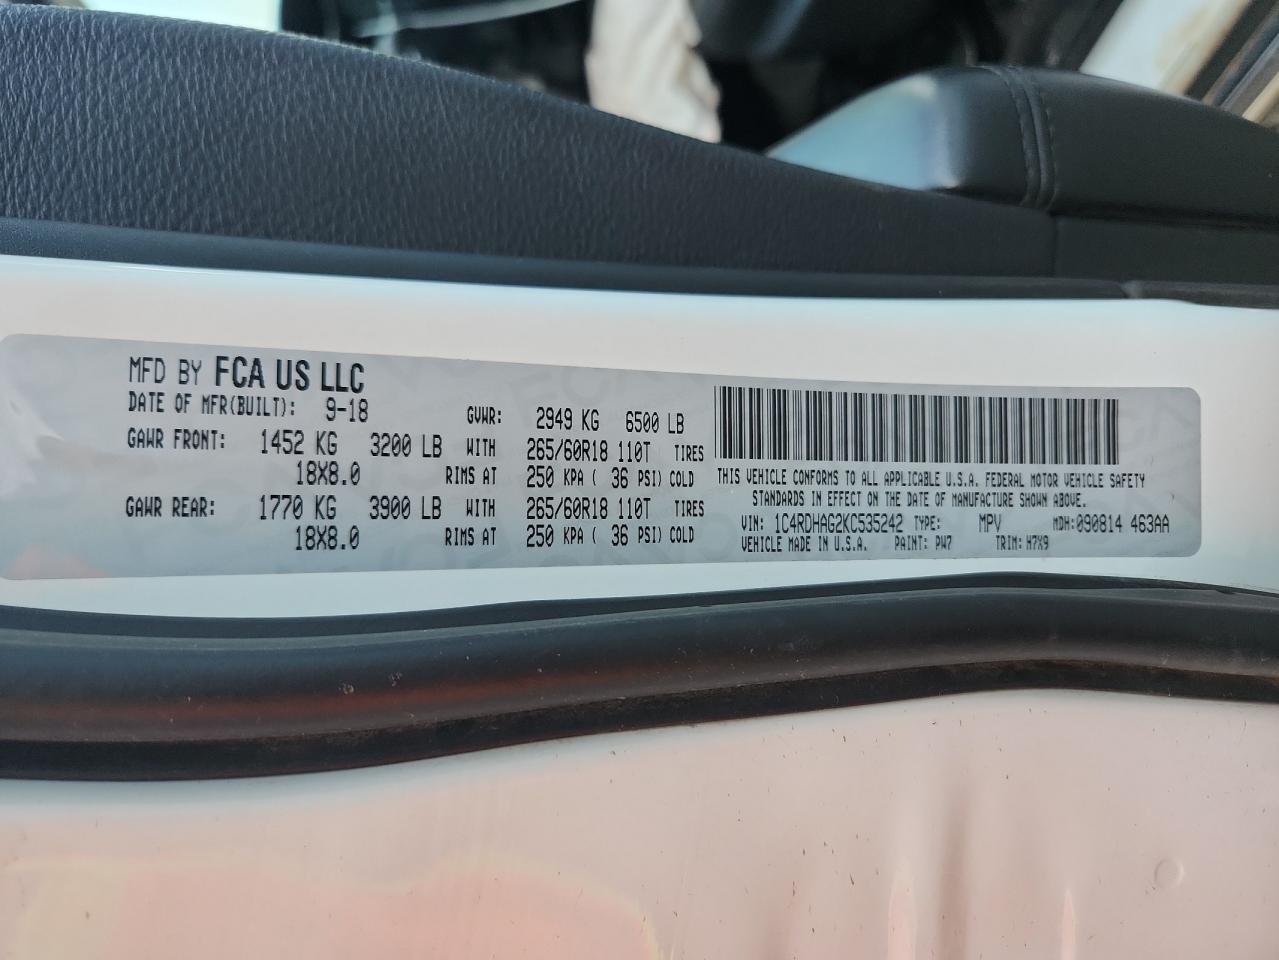 MFD BY FCA US LLC
DATE OF MFR(BUILT): 9-18 GVWR: 2949 KG 6500 LB
GAWR FRONT: 1452 KG 3200 LB WITH 265/60R18 110T TIRES
18X8.0 RIMS AT 250 KPA ( 36 PSI) COLD
GAWR REAR: 1770 KG 3900 LB WITH 265/60R18 110T TIRES
18X8.0 RIMS AT 250 KPA ( 36 PSI) COLD
THIS VEHICLE CONFORMS TO ALL APPLICABLE U.S.A. FEDERAL MOTOR VEHICLE SAFETY
STANDARDS IN EFFECT ON THE DATE OF MANUFACTURE SHOWN ABOVE.
VIN: 1C4RDHAG2KC535242 TYPE: MPV MDH:090814 463AA
VEHICLE MADE IN U.S.A. PAINT: PW7 TRIM: H7X9